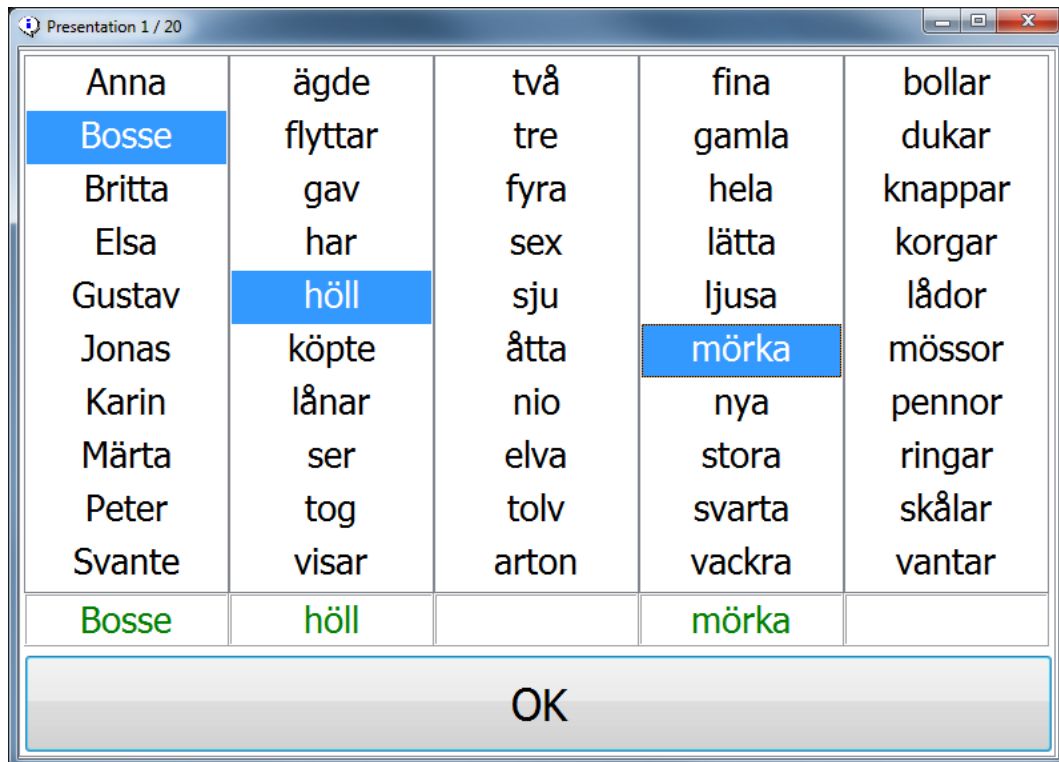 Presentation 1 / 20
Anna ägde två fina bollar
Bosse flyttar tre gamla dukar
Britta gav fyra hela knappar
Elsa har sex lätta korgar
Gustav höll sju ljusa lådor
Jonas köpte åtta mörka mössor
Karin lånar nio nya pennor
Märta ser elva stora ringar
Peter tog tolv svarta skålar
Svante visar arton vackra vantar
Bosse höll mörka
OK